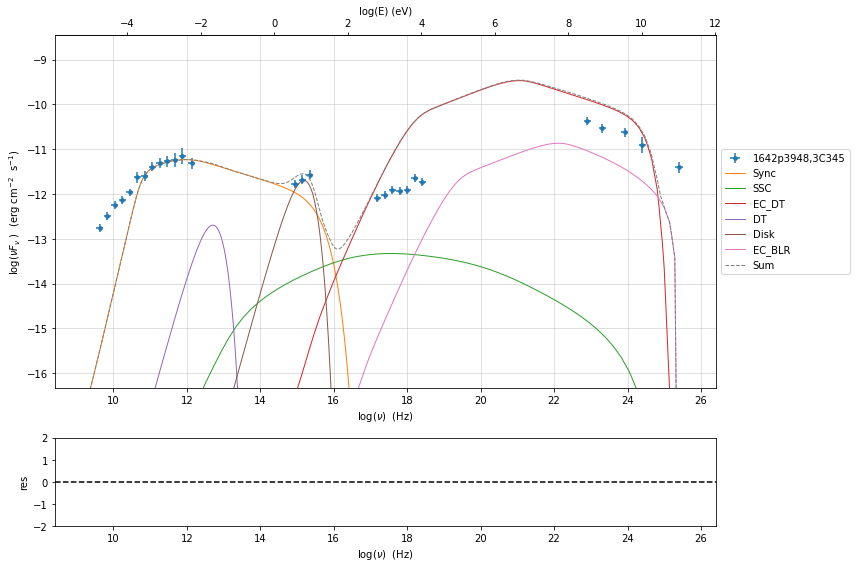 log(E) (eV)
−4 −2 0 2 4 6 8 10 12
−9
−10
−11
−12
−13
−14
−15
−16
log(νFν ) (erg cm⁻² s⁻¹)
10 12 14 16 18 20 22 24 26
log(ν) (Hz)
1642p3948,3C345
Sync
SSC
EC_DT
DT
Disk
EC_BLR
Sum
2
1
0
−1
−2
res
10 12 14 16 18 20 22 24 26
log(ν) (Hz)